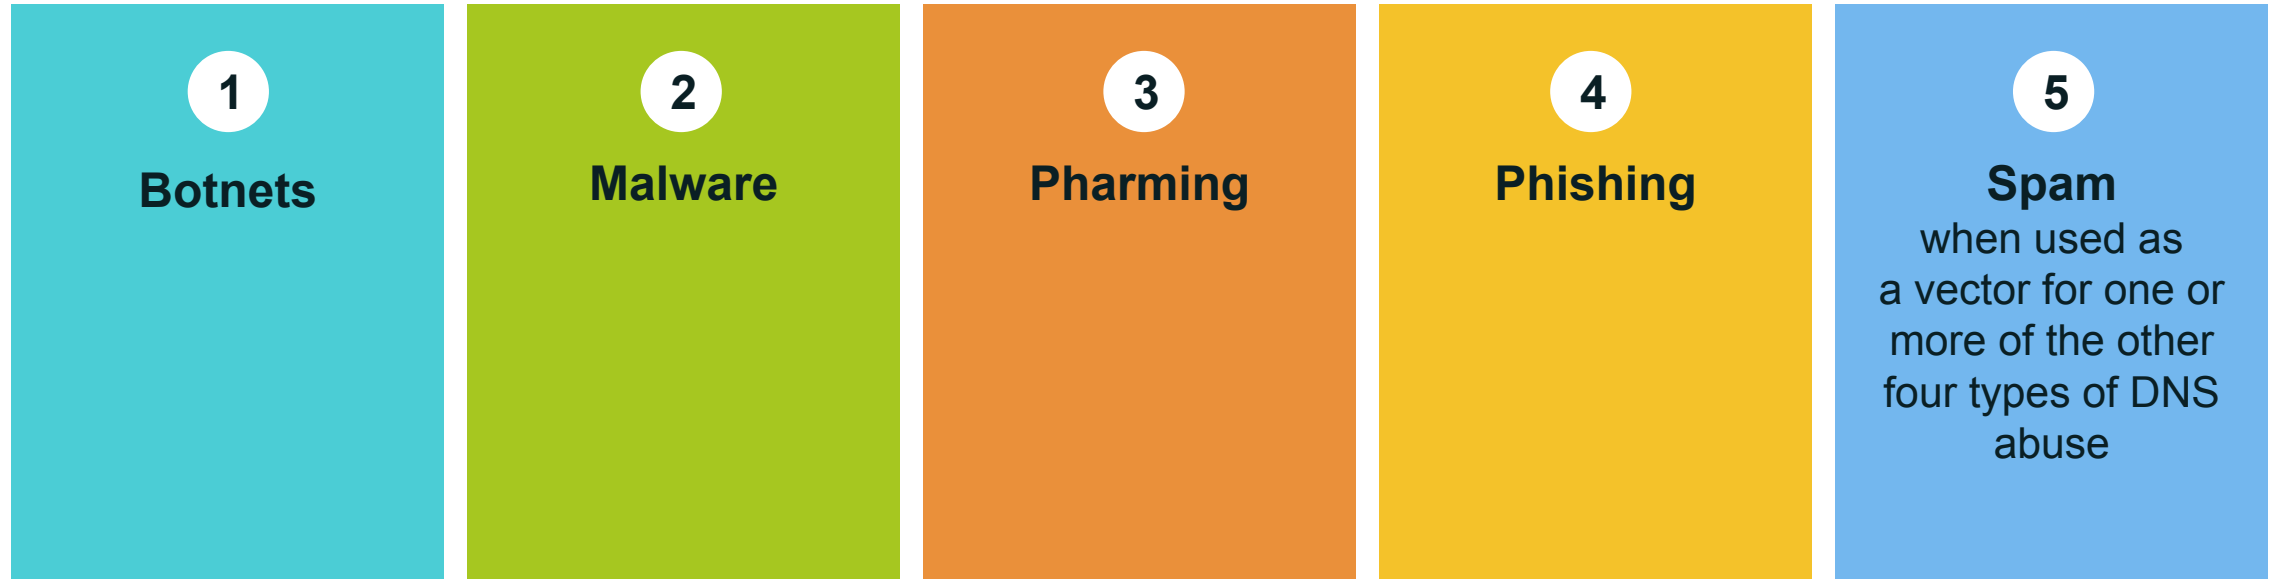 1
Botnets
2
Malware
3
Pharming
4
Phishing
5
Spam
when used as
a vector for one or
more of the other
four types of DNS
abuse